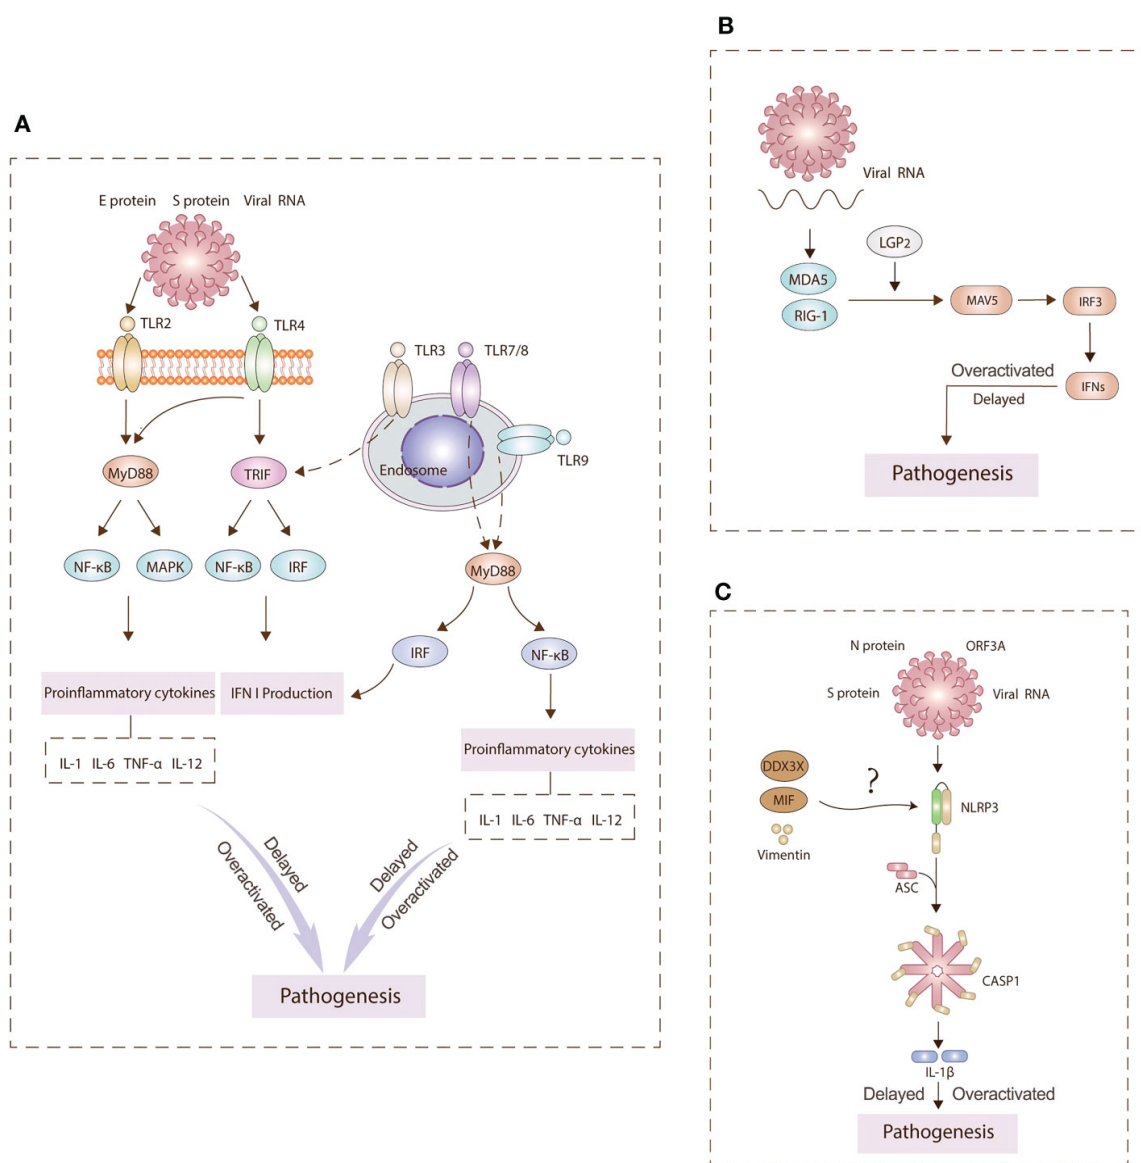 A
E protein S protein Viral RNA
TLR2
TLR4
TLR3
TLR7/8
TLR9
Endosome
MyD88
TRIF
NF-κB
MAPK
NF-κB
IRF
MyD88
IRF
NF-κB
Proinflammatory cytokines
IFN I Production
IL-1 IL-6 TNF-α IL-12
Proinflammatory cytokines
IL-1 IL-6 TNF-α IL-12
Delayed
Overactivated
Delayed
Overactivated
Pathogenesis
B
Viral RNA
LGP2
MDA5
RIG-1
MAV5
IRF3
IFNs
Overactivated
Delayed
Pathogenesis
C
N protein
ORF3A
S protein
Viral RNA
DDX3X
MIF
?
NLRP3
Vimentin
ASC
CASP1
IL-1β
Delayed Overactivated
Pathogenesis